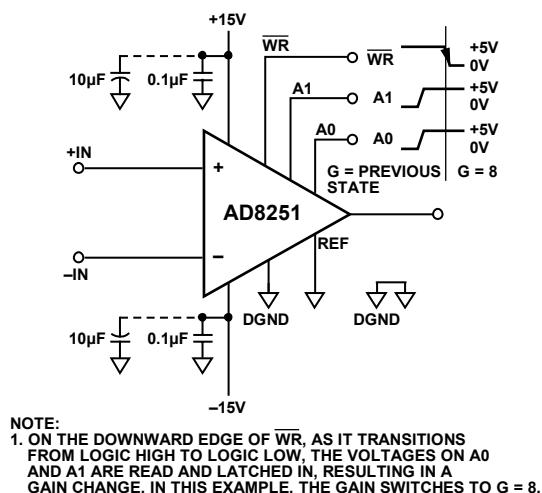 +15V
WR
WR
+5V
0V
10µF
0.1µF
A1
A1
+5V
0V
A0
A0
+5V
0V
+IN
+
G = PREVIOUS
STATE
G = 8
AD8251
REF
–
–IN
DGND
DGND
10µF
0.1µF
–15V
NOTE:
1. ON THE DOWNWARD EDGE OF WR, AS IT TRANSITIONS
FROM LOGIC HIGH TO LOGIC LOW, THE VOLTAGES ON A0
AND A1 ARE READ AND LATCHED IN, RESULTING IN A
GAIN CHANGE. IN THIS EXAMPLE, THE GAIN SWITCHES TO G = 8.